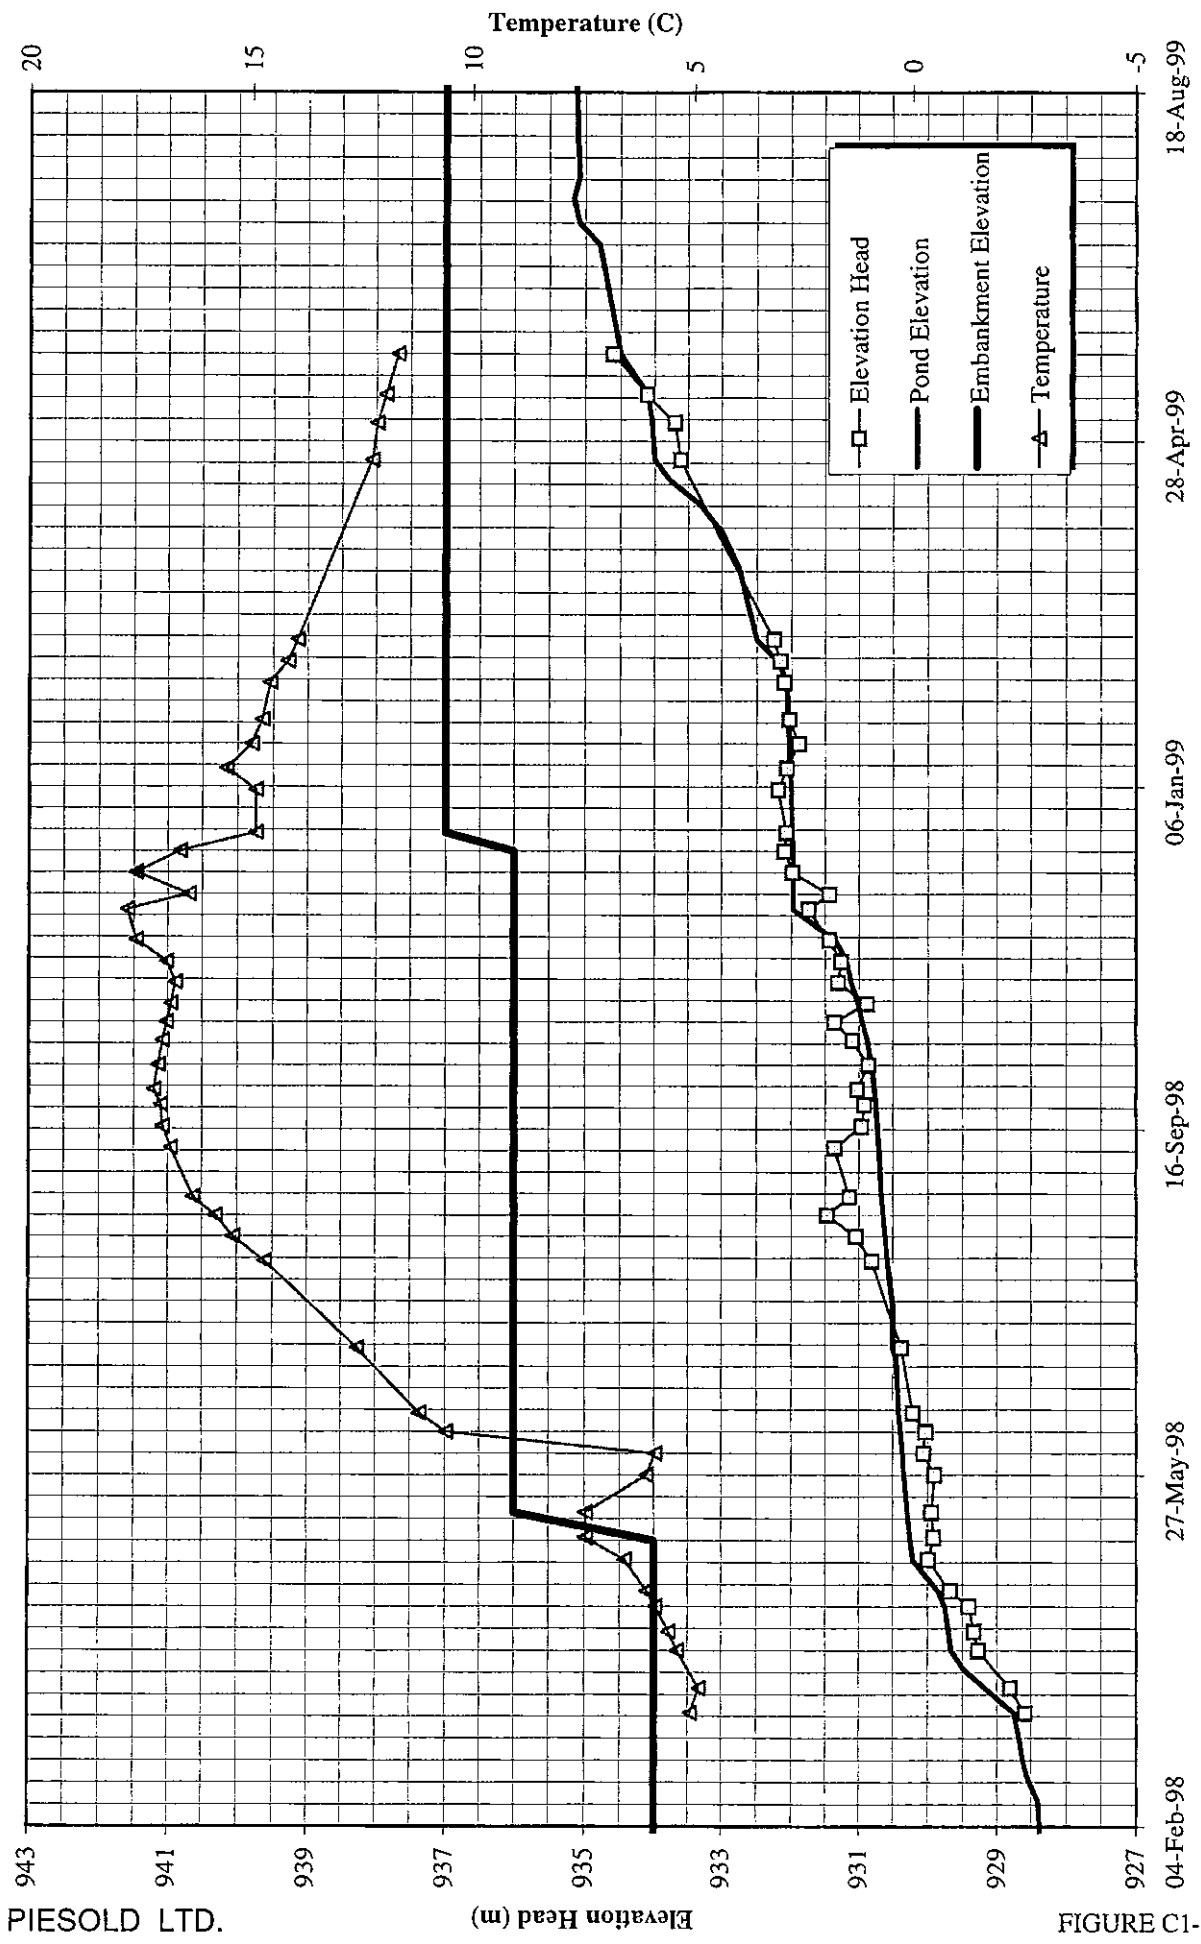 Temperature (C)
20
15
10
5
0
-5
Elevation Head
Pond Elevation
Embankment Elevation
Temperature
04-Feb-98
27-May-98
16-Sep-98
06-Jan-99
28-Apr-99
18-Aug-99
943
941
939
937
935
933
931
929
927
Elevation Head (m)
PIESOLD LTD.
FIGURE C1-